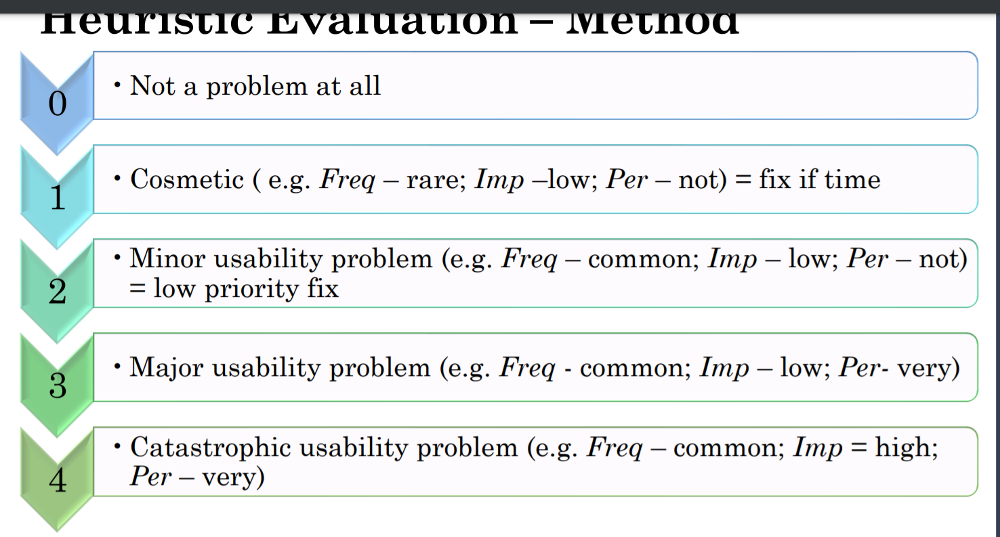 Heuristic Evaluation – Method
0
• Not a problem at all
1
• Cosmetic ( e.g. Freq – rare; Imp –low; Per – not) = fix if time
2
• Minor usability problem (e.g. Freq – common; Imp – low; Per – not)
= low priority fix
3
• Major usability problem (e.g. Freq - common; Imp – low; Per- very)
4
• Catastrophic usability problem (e.g. Freq – common; Imp = high;
Per – very)